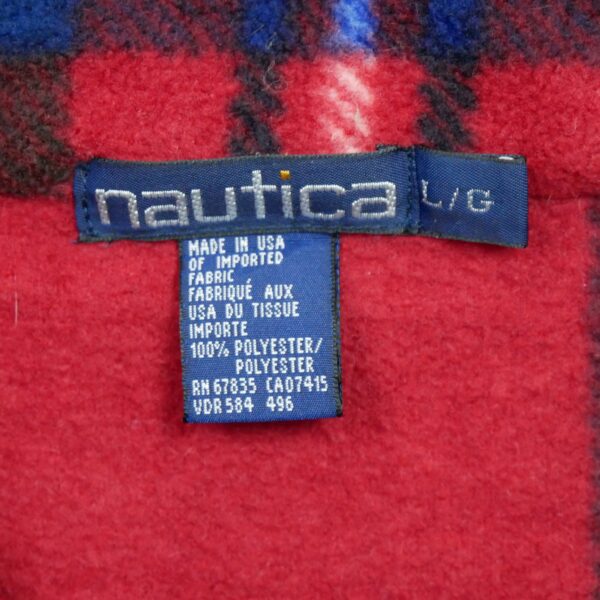 nautica
L/G
MADE IN USA
OF IMPORTED
FABRIC
FABRIQUÉ AUX
USA DU TISSUE
IMPORTE
100% POLYESTER/
POLYESTER
RN 67835 CA07415
VDR 584 496